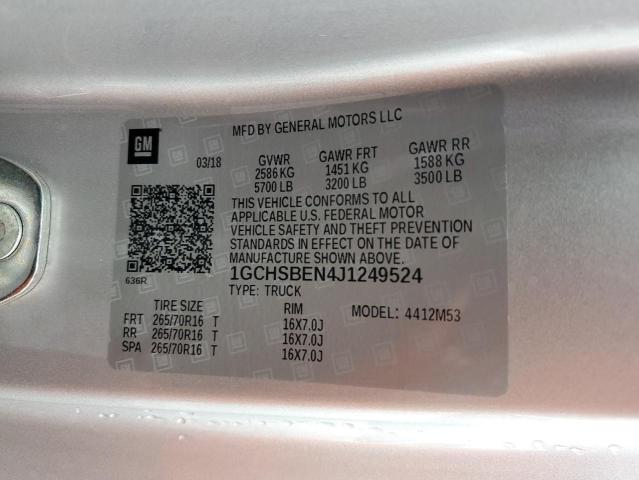 MFD BY GENERAL MOTORS LLC
GM
03/18 GVWR GAWR FRT GAWR RR
2586 KG 1451 KG 1588 KG
5700 LB 3200 LB 3500 LB
THIS VEHICLE CONFORMS TO ALL
APPLICABLE U.S. FEDERAL MOTOR
VEHICLE SAFETY AND THEFT PREVENTION
STANDARDS IN EFFECT ON THE DATE OF
MANUFACTURE SHOWN ABOVE.
636R
1GCHSBEN4J1249524
TYPE: TRUCK
TIRE SIZE RIM MODEL: 4412M53
FRT 265/70R16 T 16X7.0J
RR 265/70R16 T 16X7.0J
SPA 265/70R16 T 16X7.0J